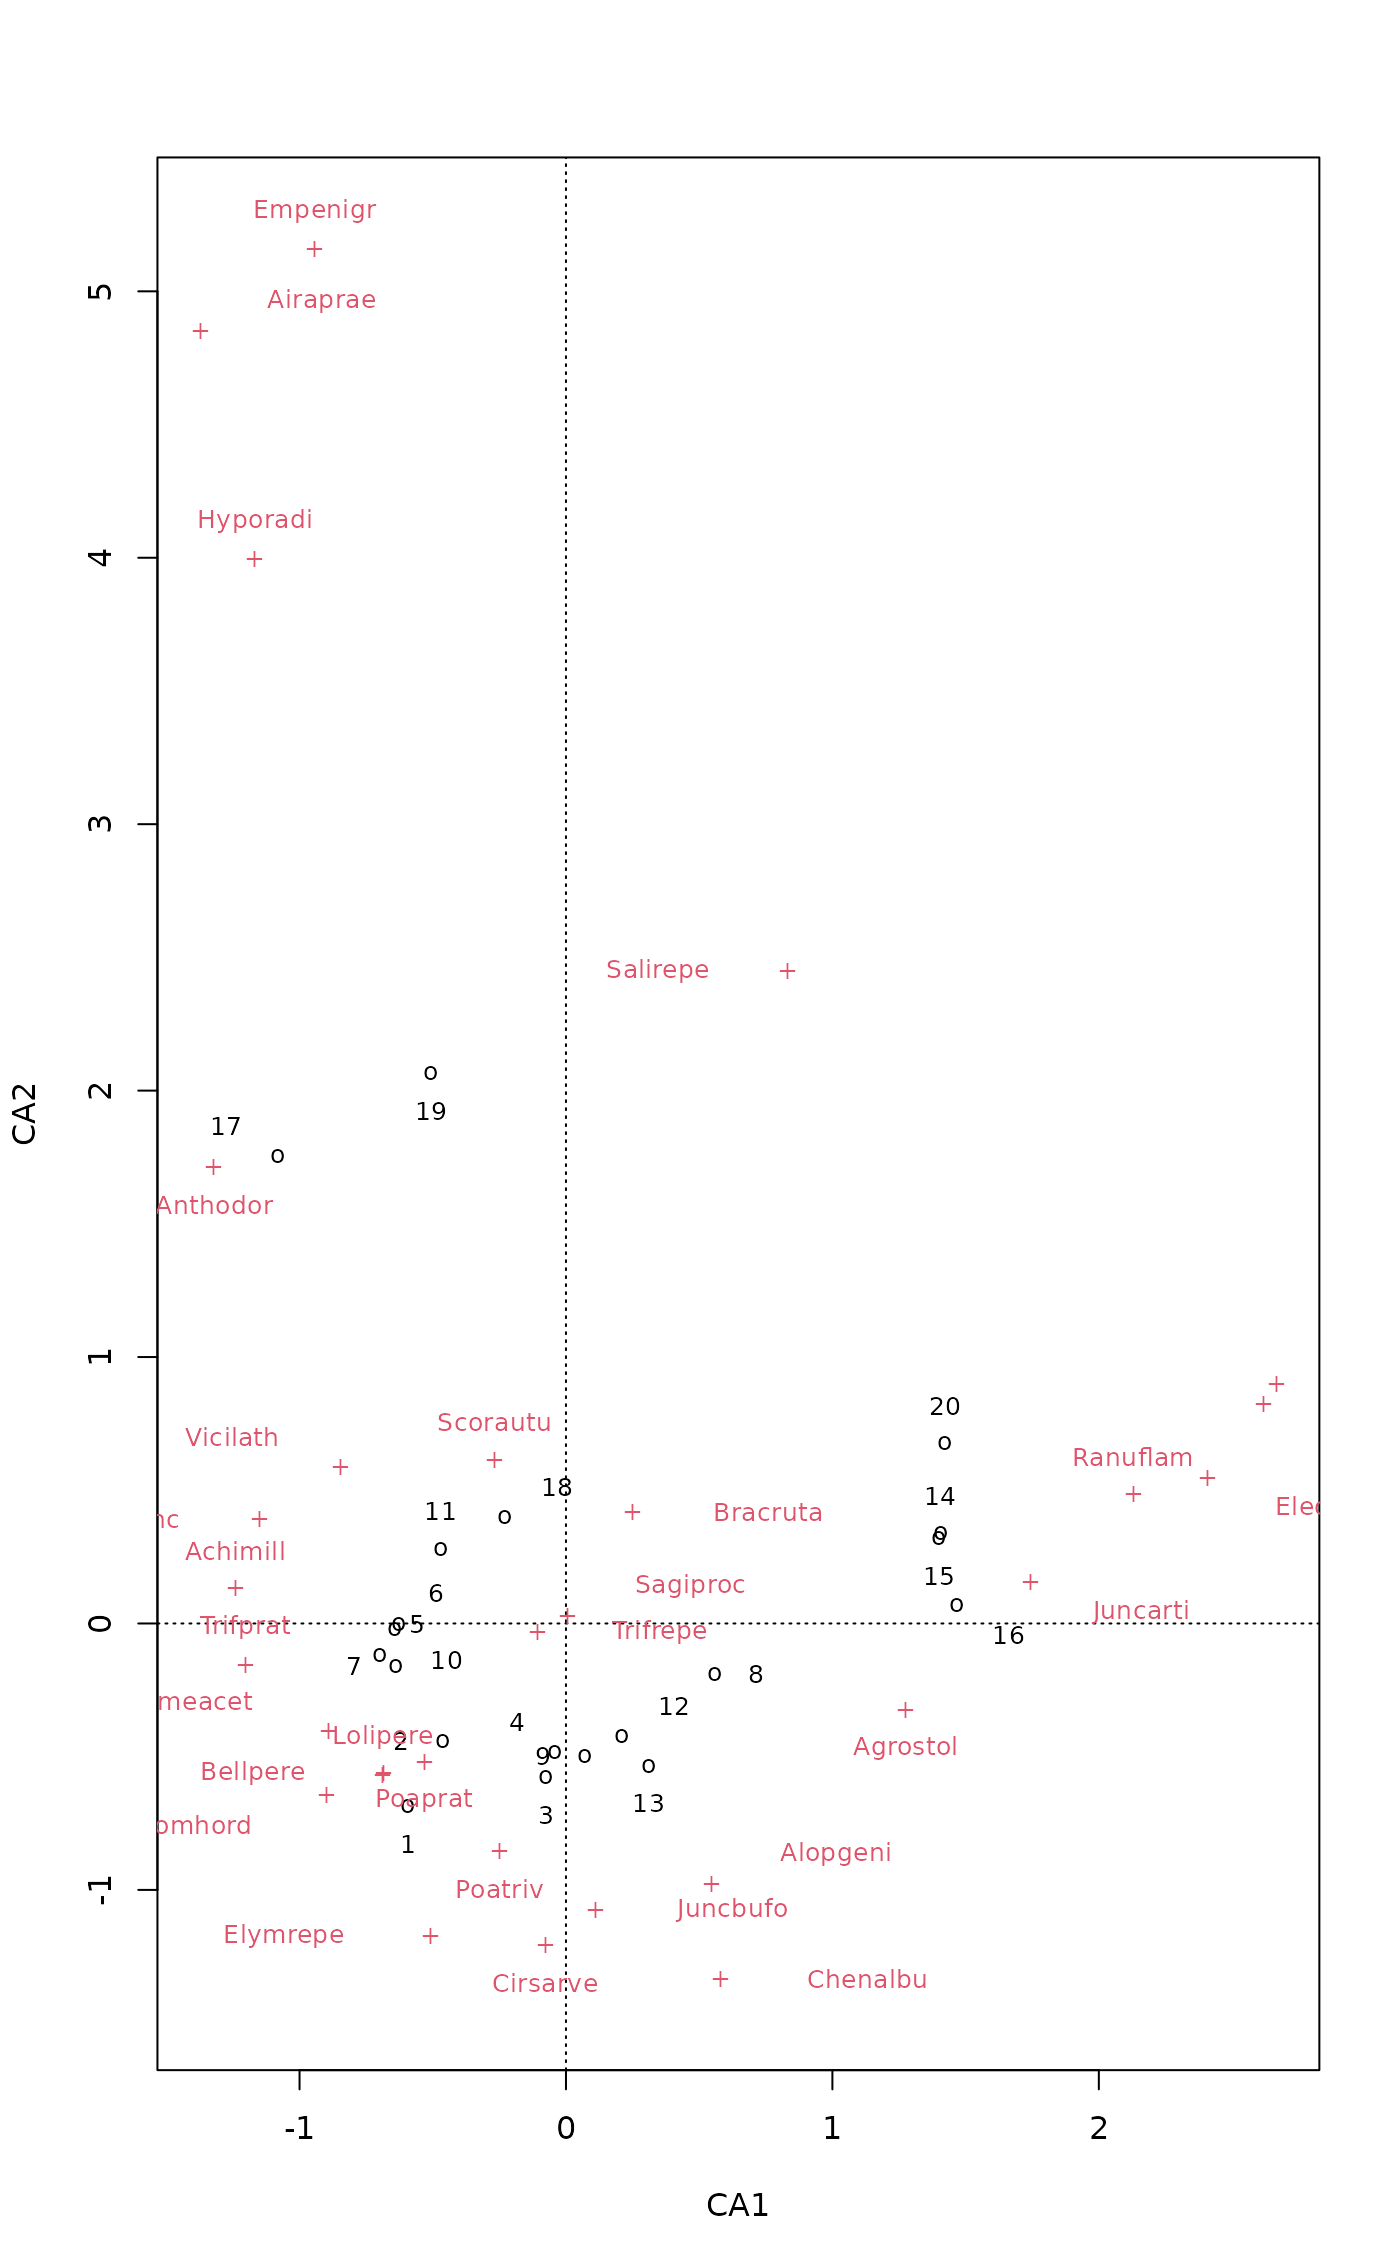 Empenigr
Airaprae
5
Hyporadi
4
3
Salirepe
2
19
17
Anthodor
CA2
1
20
Scorautu
Vicilath
Ranuflam
18
14
Elec
11
Bracruta
nc
Achimill
15
Sagiproc
6
Juncarti
0
Trifprat
5
Trifrepe
16
10
7
8
meacet
12
4
Lolipere
2
Agrostol
9
Bellpere
Poaprat
13
3
omhord
1
Alopgeni
-1
Poatriv
Juncbufo
Elymrepe
Cirsarve
Chenalbu
-1 0 1 2
CA1